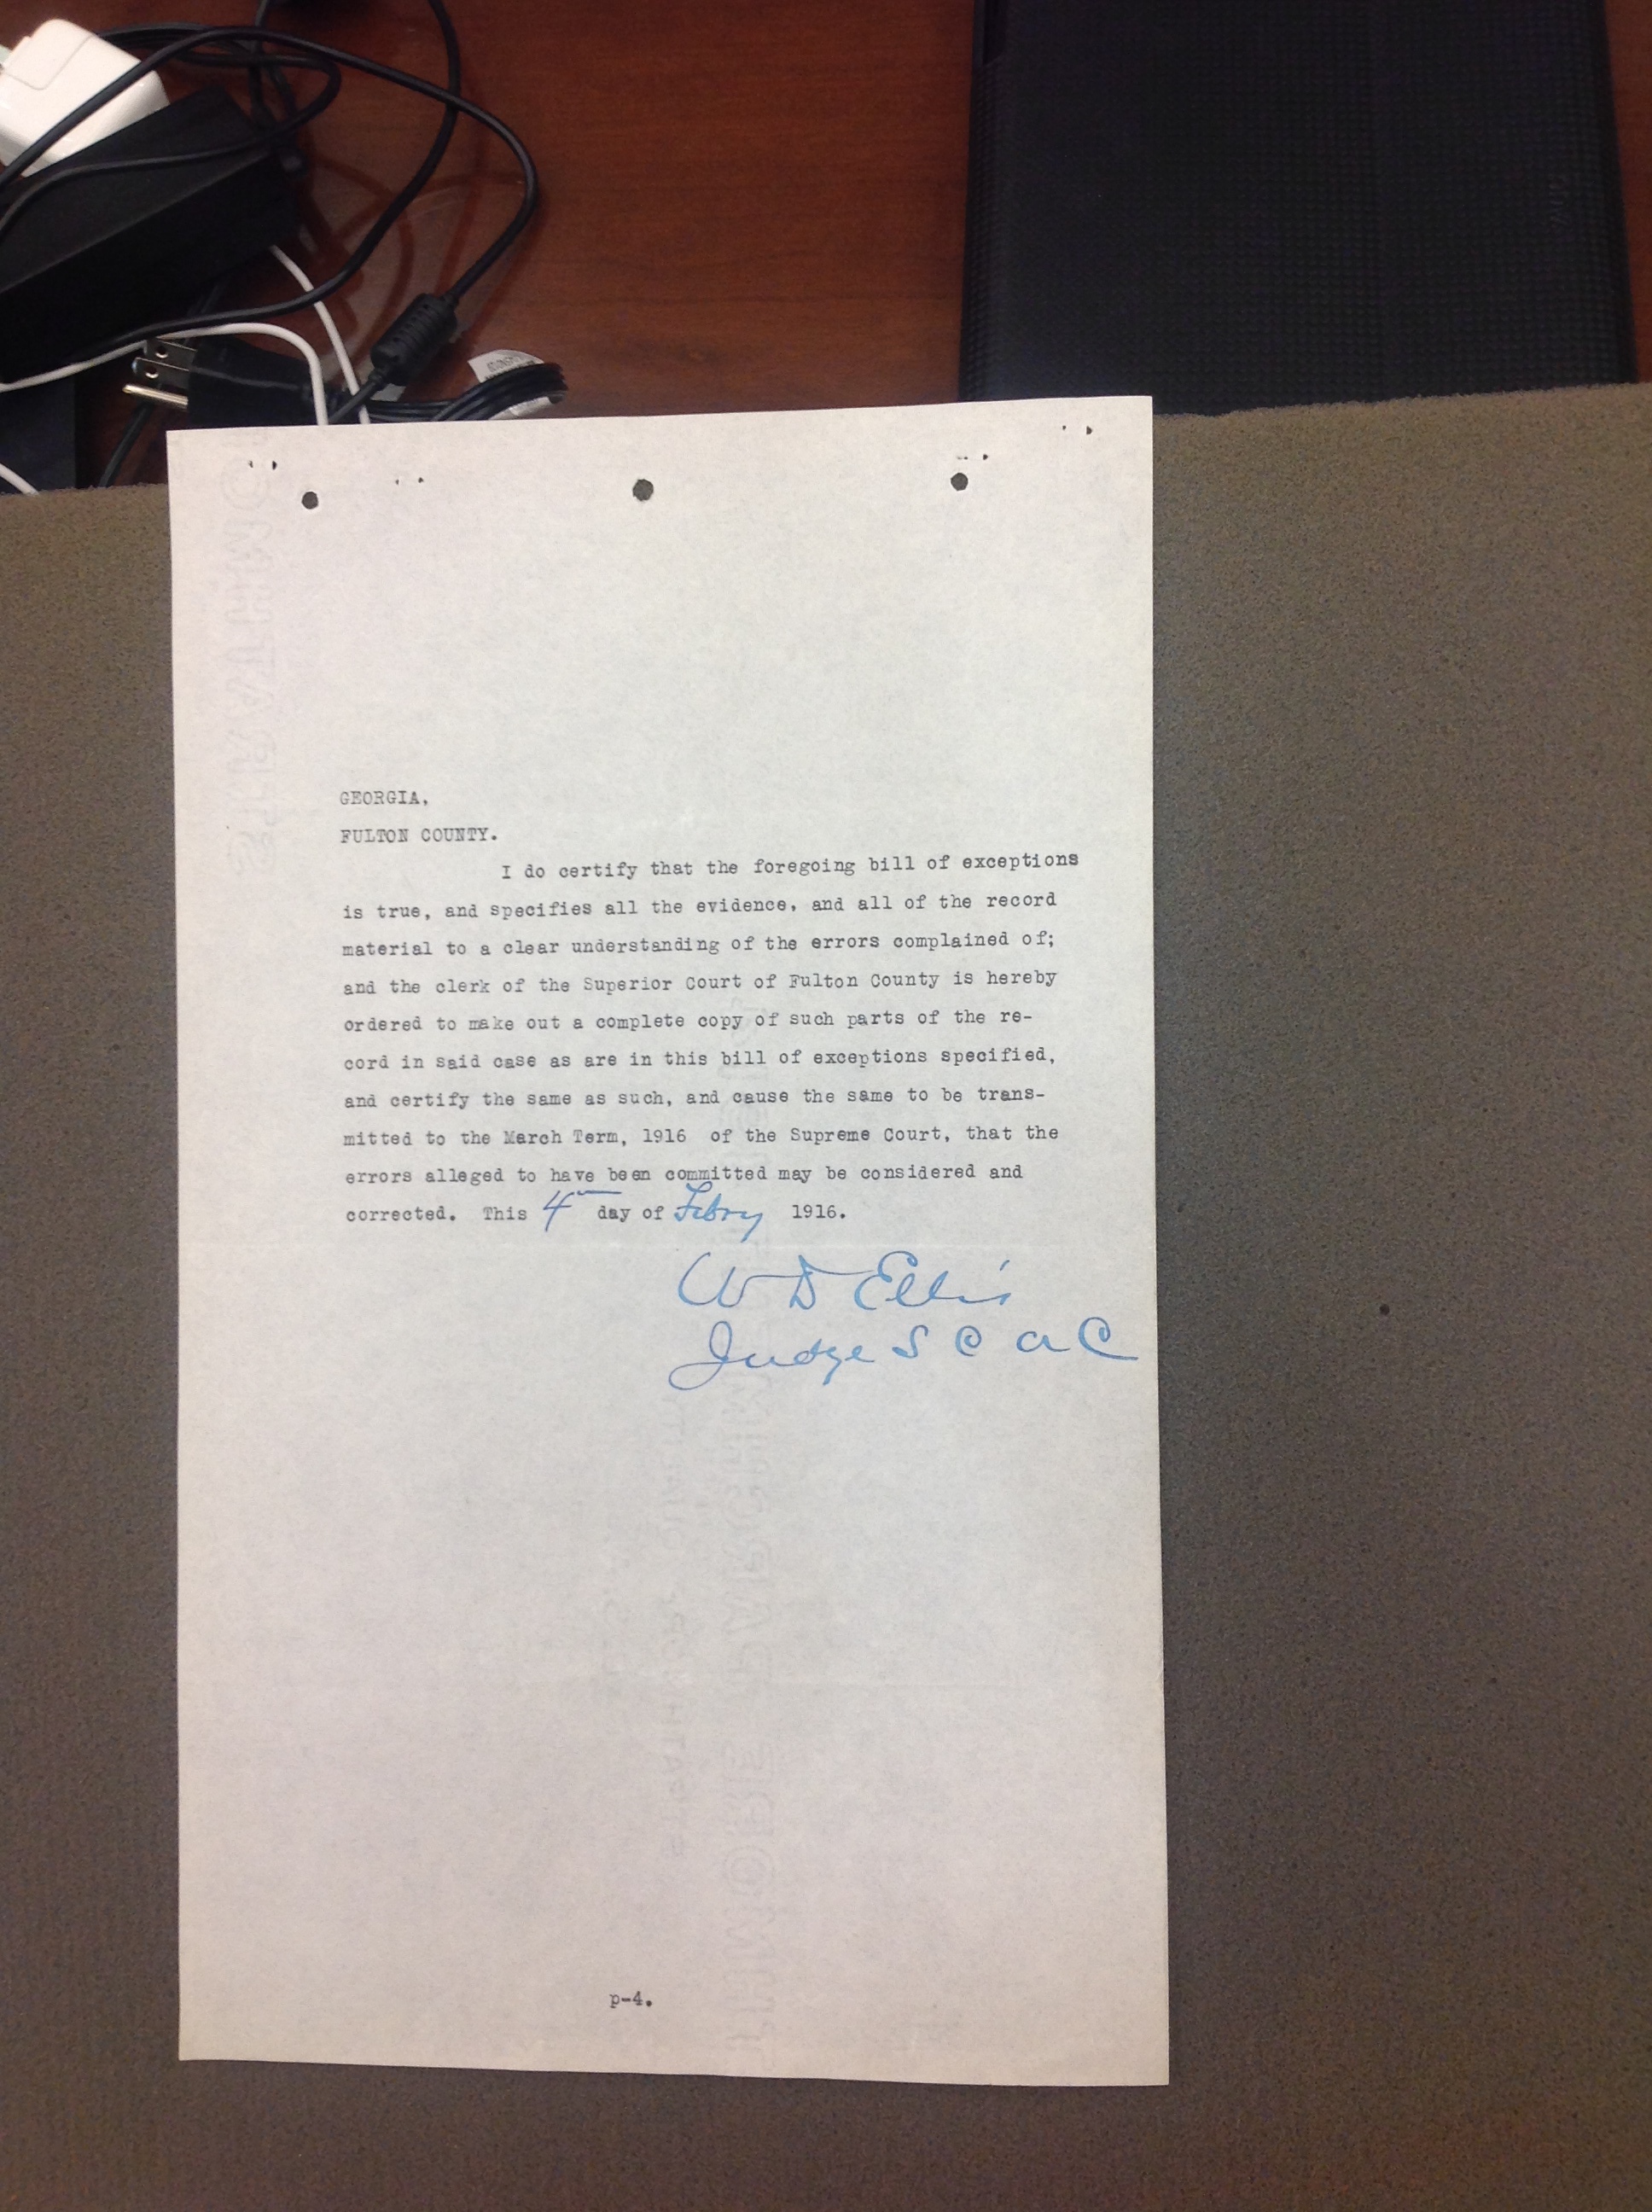 GEORGIA,
FULTON COUNTY.
I do certify that the foregoing bill of exceptions
is true, and specifies all the evidence, and all of the record
material to a clear understanding of the errors complained of;
and the clerk of the Superior Court of Fulton County is hereby
ordered to make out a complete copy of such parts of the re-
cord in said case as are in this bill of exceptions specified,
and certify the same as such, and cause the same to be trans-
mitted to the March Term, 1916 of the Supreme Court, that the
errors alleged to have been committed may be considered and
corrected. This 4th day of Febry 1916.
W D Ellis
Judge S C A C
p-4.